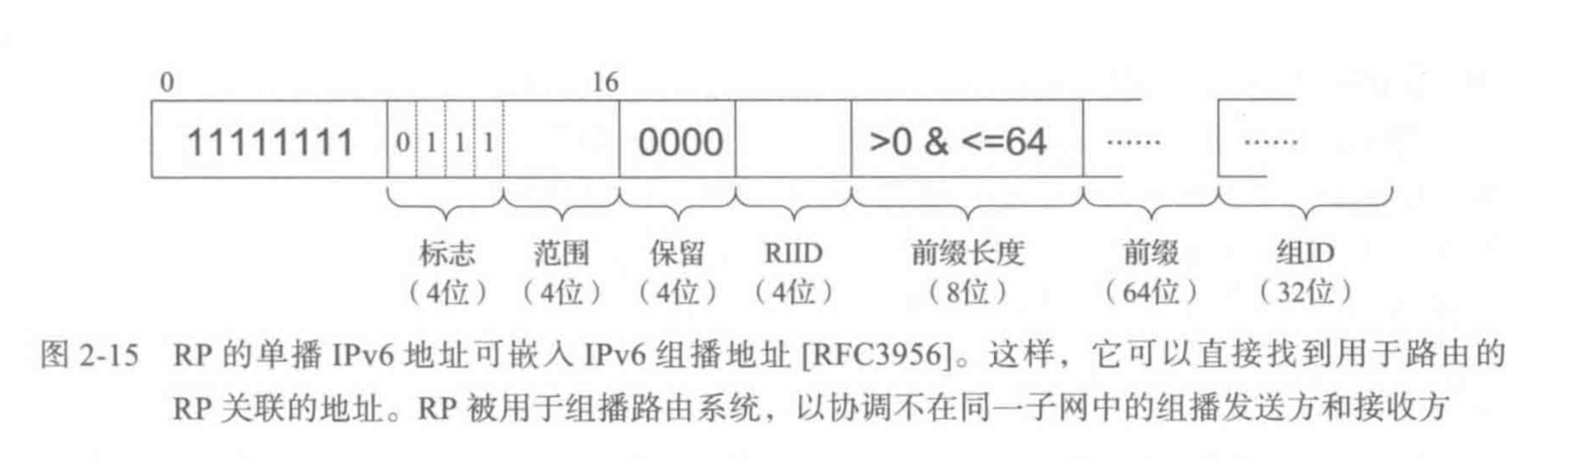 0 16
11111111 0 1 1 1 0000 >0 & <=64 …… ……
标志 范围 保留 RIID 前缀长度 前缀 组ID
（4位） （4位） （4位） （4位） （8位） （64位） （32位）
图 2-15 RP 的单播 IPv6 地址可嵌入 IPv6 组播地址 [RFC3956]。这样，它可以直接找到用于路由的
RP 关联的地址。RP 被用于组播路由系统，以协调不在同一子网中的组播发送方和接收方